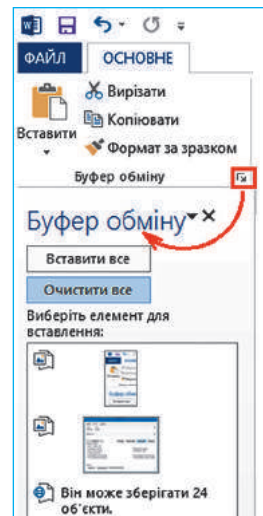 ФАЙЛ ОСНОВНЕ
Вирізати
Копіювати
Вставити
Формат за зразком
Буфер обміну
Буфер обміну
Вставити все
Очистити все
Виберіть елемент для
вставлення:
Він може зберігати 24
об'єкти.